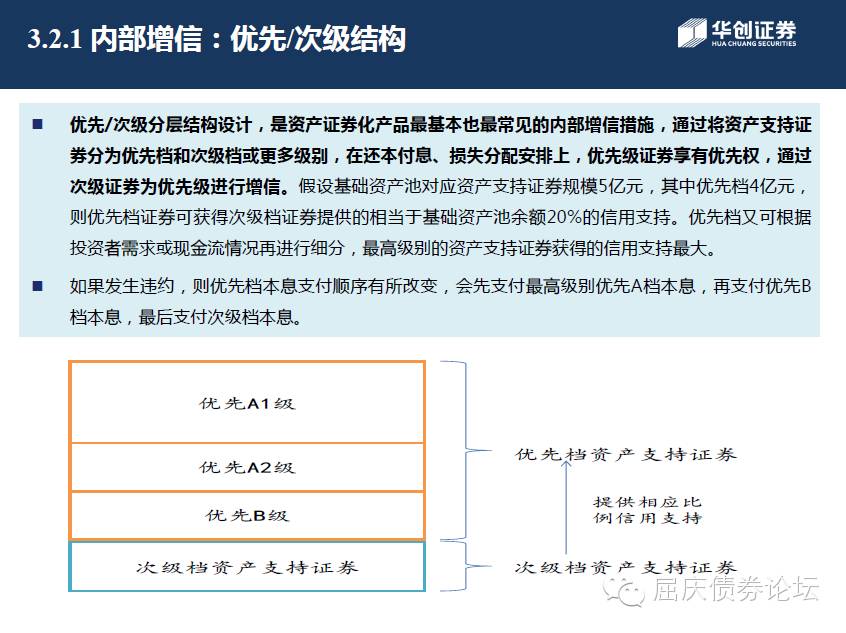 3.2.1 内部增信：优先/次级结构
华创证券
HUA CHUANG SECURITIES
■ 优先/次级分层结构设计，是资产证券化产品最基本也最常见的内部增信措施，通过将资产支持证
券分为优先档和次级档或更多级别，在还本付息、损失分配安排上，优先级证券享有优先权，通过
次级证券为优先级进行增信。假设基础资产池对应资产支持证券规模5亿元，其中优先档4亿元，
则优先档证券可获得次级档证券提供的相当于基础资产池余额20%的信用支持。优先档又可根据
投资者需求或现金流情况再进行细分，最高级别的资产支持证券获得的信用支持最大。
■ 如果发生违约，则优先档本息支付顺序有所改变，会先支付最高级别优先A档本息，再支付优先B
档本息，最后支付次级档本息。
优先A1级
优先A2级
优先B级
次级档资产支持证券
优先档资产支持证券
提供相应比
例信用支持
次级档资产支持证券
屈庆债券论坛